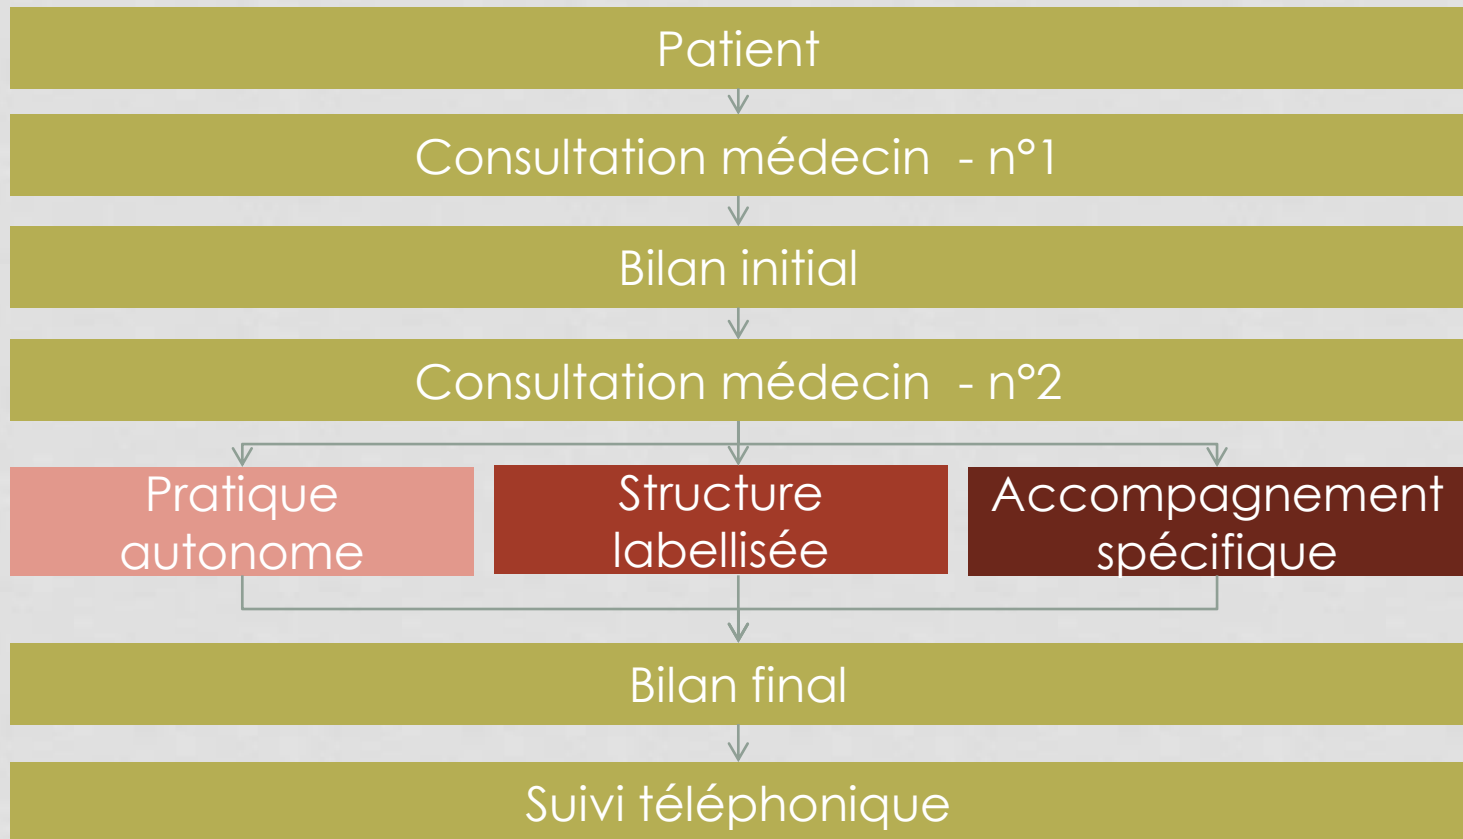 Patient
Consultation médecin  - n°1
Bilan initial
Consultation médecin  - n°2
Pratique
autonome
Structure
labellisée
Accompagnement
spécifique
Bilan final
Suivi téléphonique